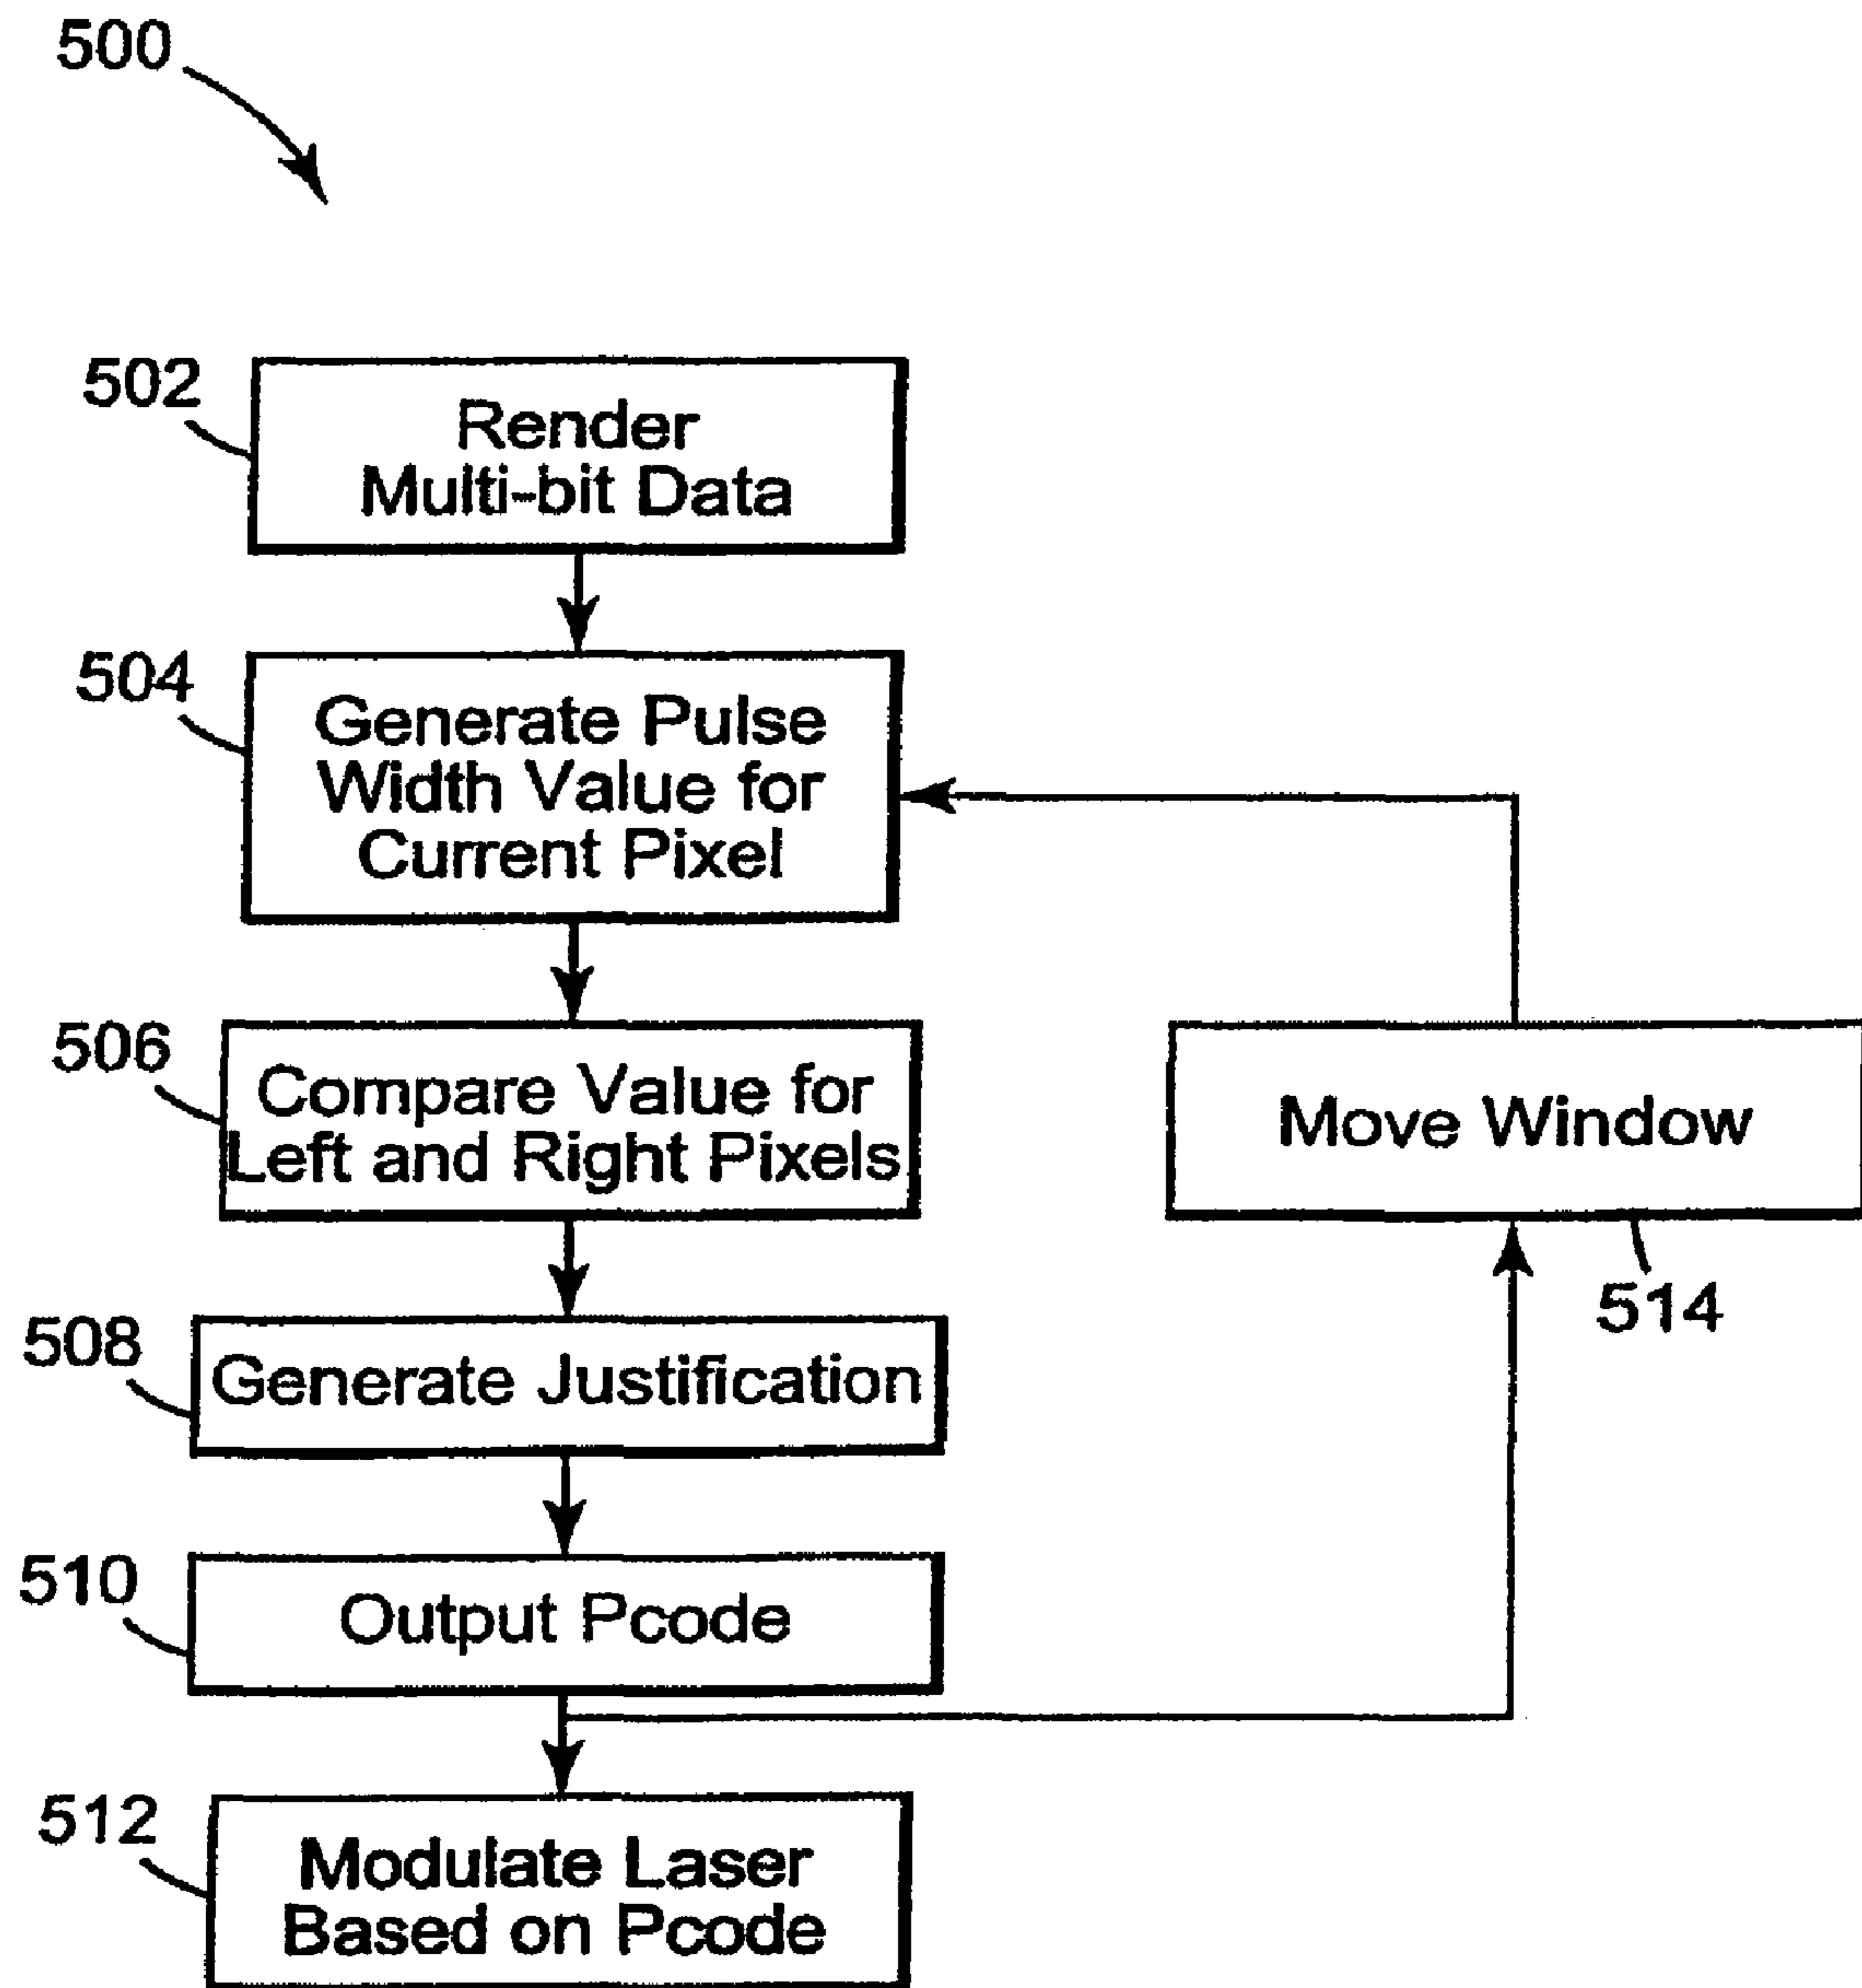 500
502
Render
Multi-bit Data
504
Generate Pulse
Width Value for
Current Pixel
506
Compare Value for
Left and Right Pixels
Move Window
514
508
Generate Justification
510
Output Pcode
512
Modulate Laser
Based on Pcode